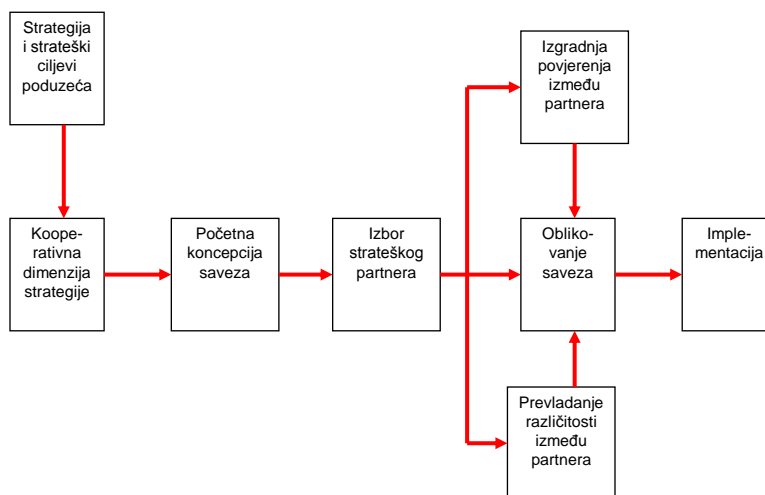 Strategija
i strateški
ciljevi
poduzeća
Izgradnja
povjerenja
između
partnera
Koope-
rativna
dimenzija
strategije
Početna
koncepcija
saveza
Izbor
strateškog
partnera
Obliko-
vanje
saveza
Imple-
mentacija
Prevladanje
različitosti
između
partnera